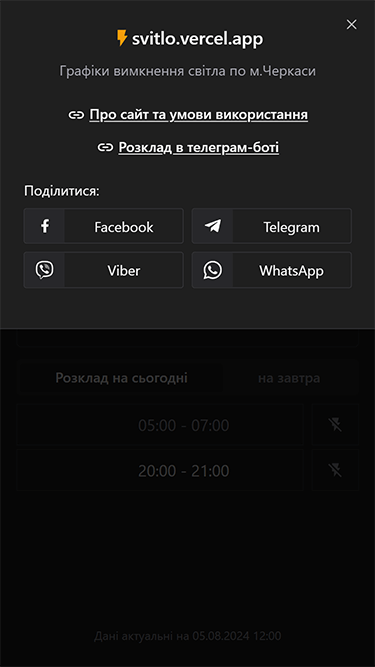 svitlo.vercel.app
Графіки вимкнення світла по м.Черкаси
Про сайт та умови використання
Розклад в телеграм-боті
Поділитися:
Facebook
Telegram
Viber
WhatsApp
Розклад на сьогодні
на завтра
05:00 - 07:00
20:00 - 21:00
Дані актуальні на 05.08.2024 12:00